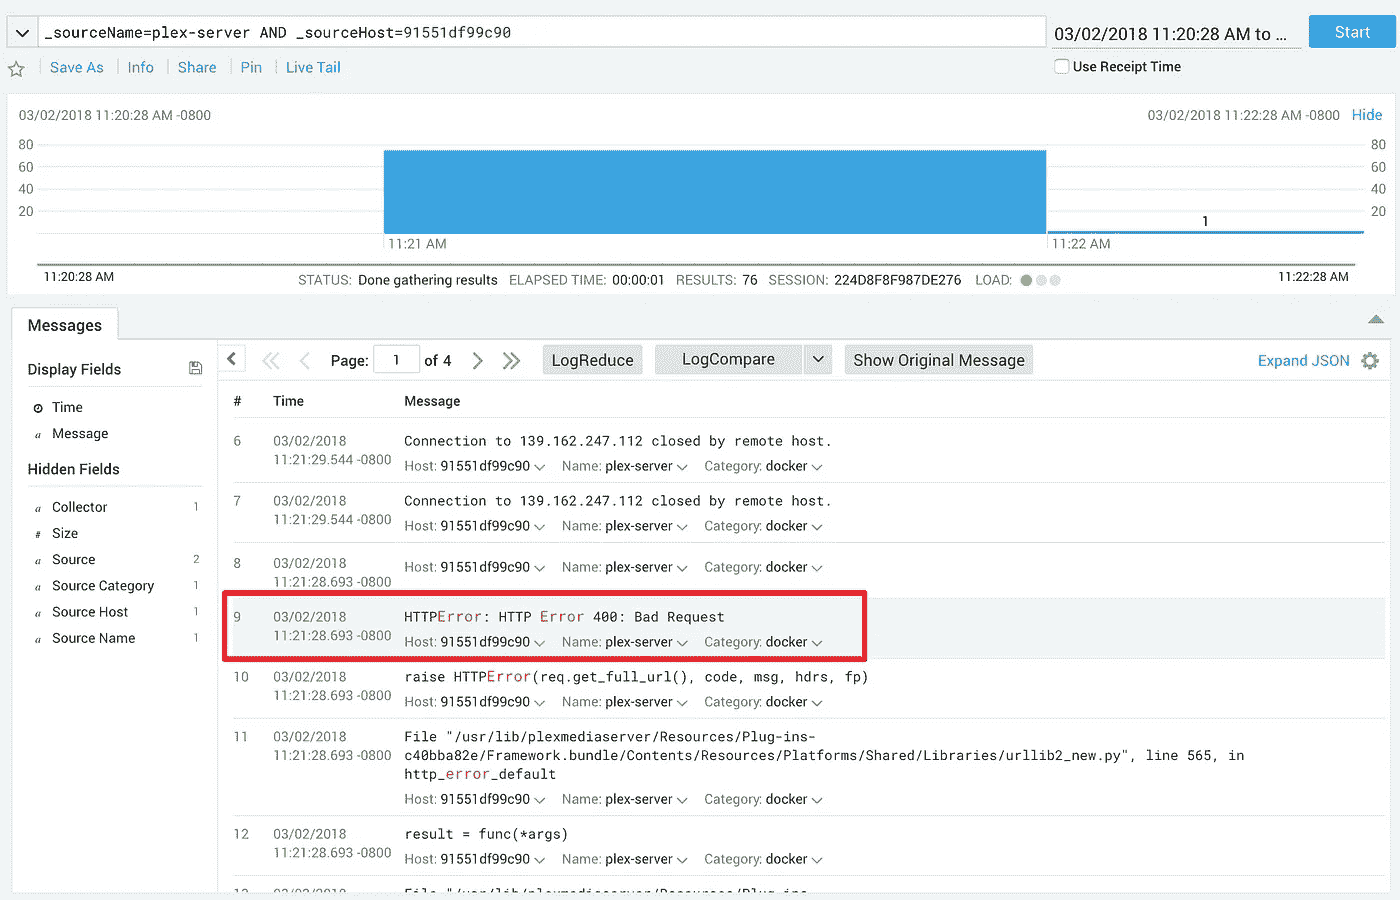 _sourceName=plex-server AND _sourceHost=91551df99c90
03/02/2018 11:20:28 AM to ...
Start
Save As
Info
Share
Pin
Live Tail
Use Receipt Time
03/02/2018 11:20:28 AM -0800
03/02/2018 11:22:28 AM -0800
Hide
80
60
40
20
80
60
40
20
1
11:21 AM
11:22 AM
11:20:28 AM
STATUS: Done gathering results ELAPSED TIME: 00:00:01 RESULTS: 76 SESSION: 224D8F8F987DE276 LOAD:
11:22:28 AM
Messages
Display Fields
Time
a Message
Hidden Fields
a Collector 1
# Size
a Source 2
a Source Category 1
a Source Host 1
a Source Name 1
Page: 1 of 4
LogReduce
LogCompare
Show Original Message
Expand JSON
# Time Message
6 03/02/2018 11:21:29.544 -0800
Connection to 139.162.247.112 closed by remote host.
Host: 91551df99c90 Name: plex-server Category: docker
7 03/02/2018 11:21:29.544 -0800
Connection to 139.162.247.112 closed by remote host.
Host: 91551df99c90 Name: plex-server Category: docker
8 03/02/2018 11:21:28.693 -0800
Host: 91551df99c90 Name: plex-server Category: docker
9 03/02/2018 11:21:28.693 -0800
HTTPError: HTTP Error 400: Bad Request
Host: 91551df99c90 Name: plex-server Category: docker
10 03/02/2018 11:21:28.693 -0800
raise HTTPError(req.get_full_url(), code, msg, hdrs, fp)
Host: 91551df99c90 Name: plex-server Category: docker
11 03/02/2018 11:21:28.693 -0800
File "/usr/lib/plexmediaserver/Resources/Plug-ins-
c40bba82e/Framework.bundle/Contents/Resources/Platforms/Shared/Libraries/urllib2_new.py", line 565, in
http_error_default
Host: 91551df99c90 Name: plex-server Category: docker
12 03/02/2018 11:21:28.693 -0800
result = func(*args)
Host: 91551df99c90 Name: plex-server Category: docker